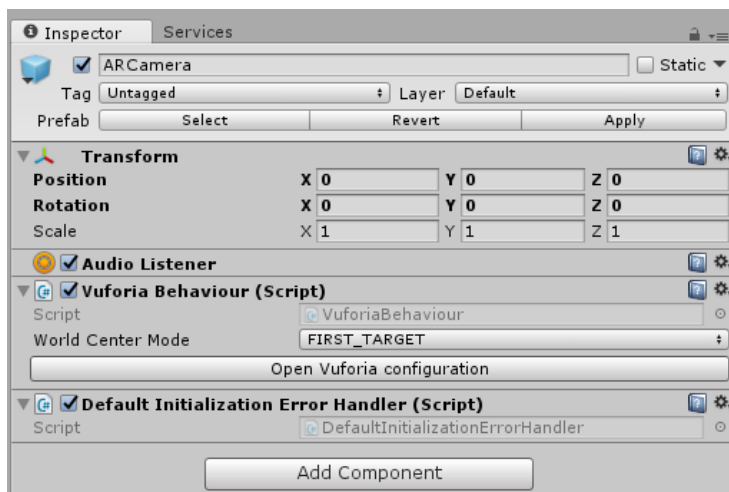 Inspector Services
ARCamera Static
Tag Untagged Layer Default
Prefab Select Revert Apply
Transform
Position X 0 Y 0 Z 0
Rotation X 0 Y 0 Z 0
Scale X 1 Y 1 Z 1
Audio Listener
Vuforia Behaviour (Script)
Script VuforiaBehaviour
World Center Mode FIRST_TARGET
Open Vuforia configuration
Default Initialization Error Handler (Script)
Script DefaultInitializationErrorHandler
Add Component